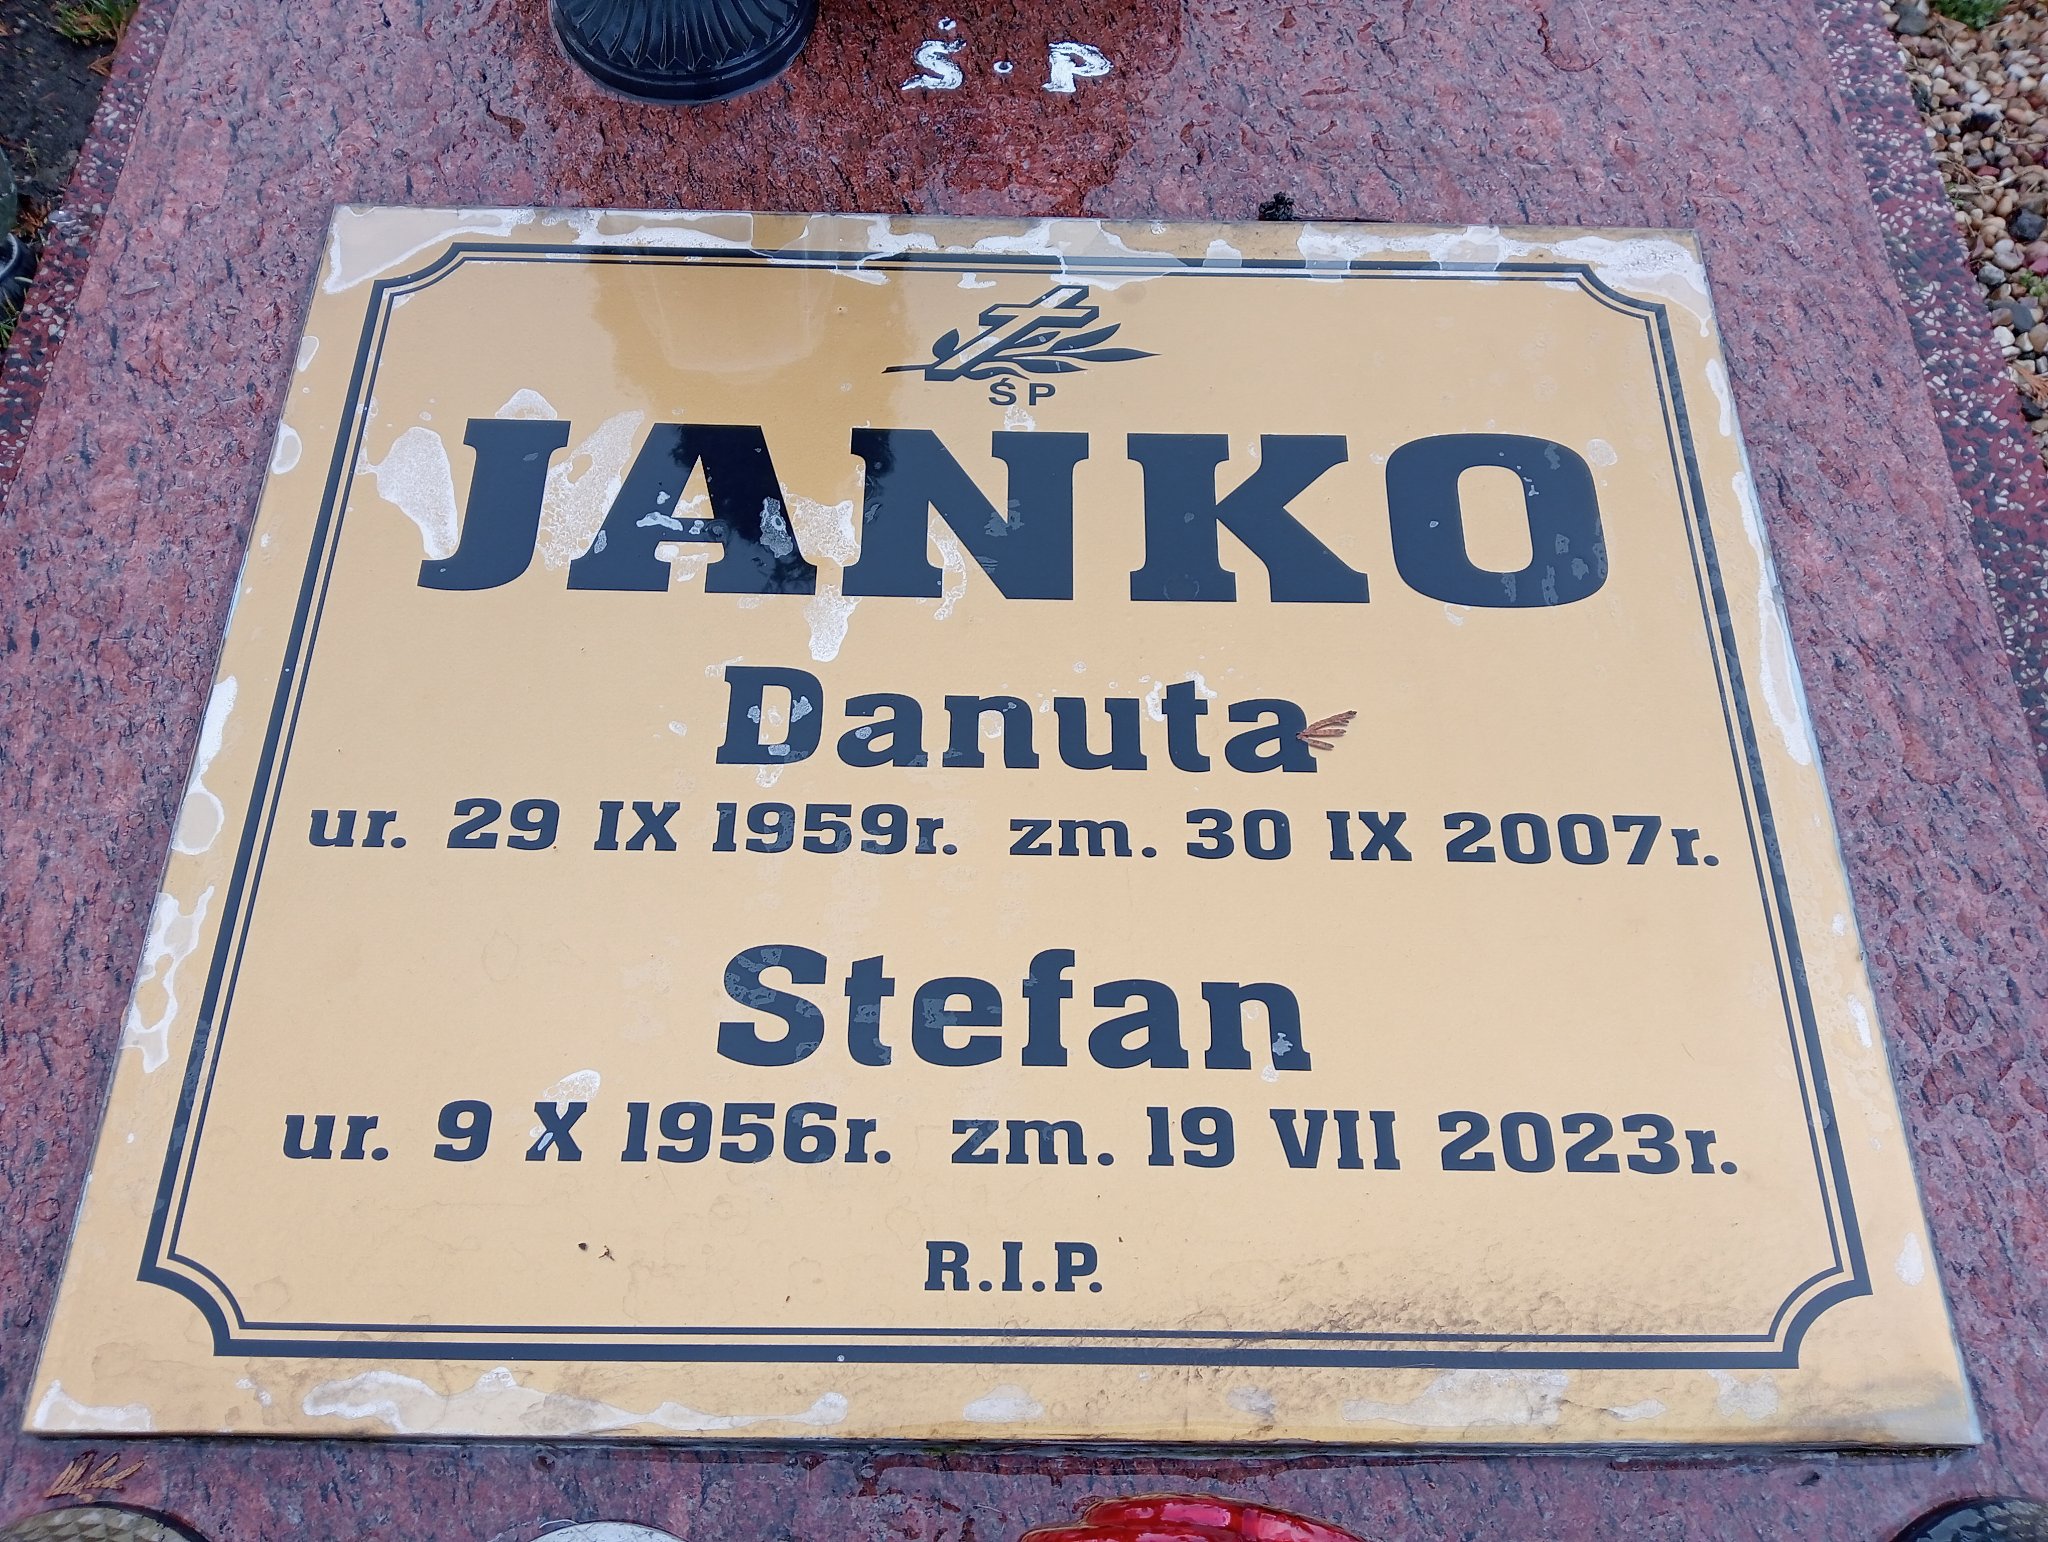 Ś.P
ŚP
JANKO
Danuta
ur. 29 IX 1959r. zm. 30 IX 2007r.
Stefan
ur. 9 X 1956r. zm. 19 VII 2023r.
R.I.P.